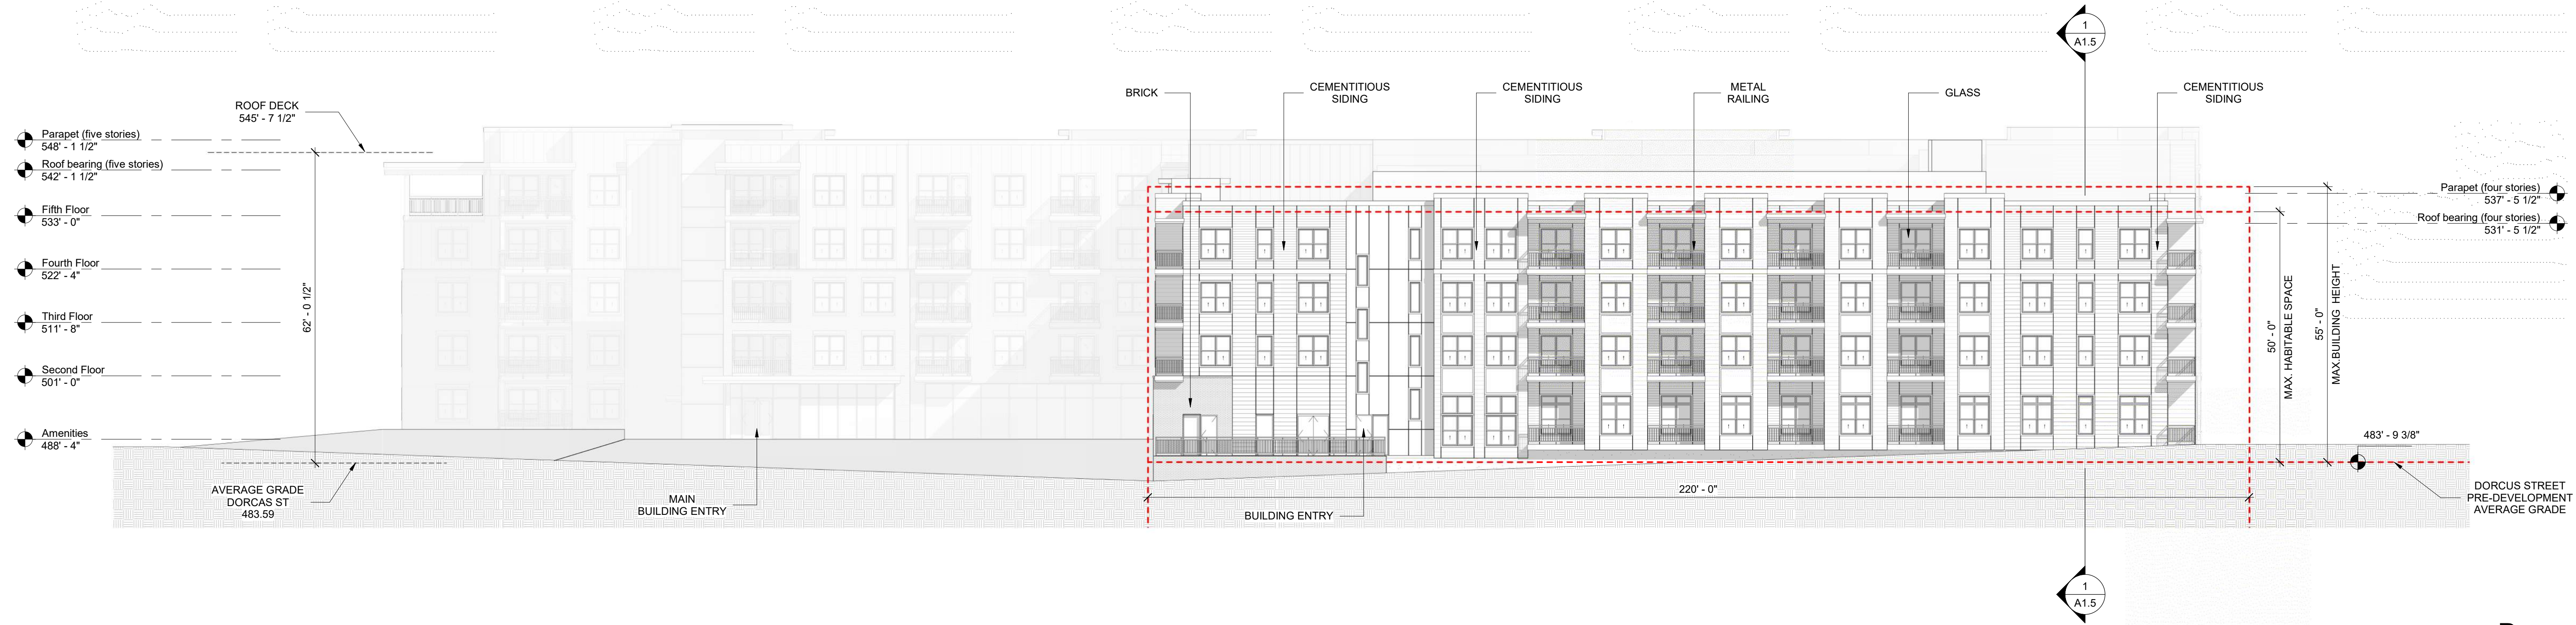 1
A1.5
BRICK
CEMENTITIOUS
SIDING
CEMENTITIOUS
SIDING
METAL
RAILING
GLASS
CEMENTITIOUS
SIDING
ROOF DECK
545' - 7 1/2"
Parapet (five stories)
548' - 1 1/2"
Roof bearing (five stories)
542' - 1 1/2"
Fifth Floor
533' - 0"
Fourth Floor
522' - 4"
Third Floor
511' - 8"
Second Floor
501' - 0"
Amenities
488' - 4"
62' - 0 1/2"
AVERAGE GRADE
DORCAS ST
483.59
MAIN
BUILDING ENTRY
BUILDING ENTRY
220' - 0"
50' - 0"
MAX. HABITABLE SPACE
55' - 0"
MAX.BUILDING HEIGHT
Parapet (four stories)
537' - 5 1/2"
Roof bearing (four stories)
531' - 5 1/2"
483' - 9 3/8"
DORCUS STREET
PRE-DEVELOPMENT
AVERAGE GRADE
1
A1.5